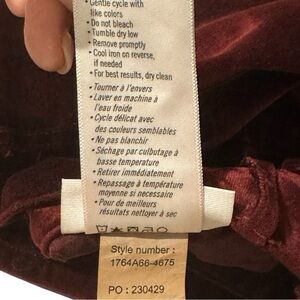 • Gentle cycle with
like colors
• Do not bleach
• Tumble dry low
• Remove promptly
• Cool iron on reverse,
if needed
• For best results, dry clean
• Tourner à l'envers
• Laver en machine à
l'eau froide
• Cycle délicat avec
des couleurs semblables
• Ne pas blanchir
• Séchage par culbutage à
basse temperature
• Retirer immédiatement
• Repassage à température
moyenne si necessaire
• Pour de meilleurs
résultats nettoyer à sec
Style number :
1764A66-4675
PO : 230429